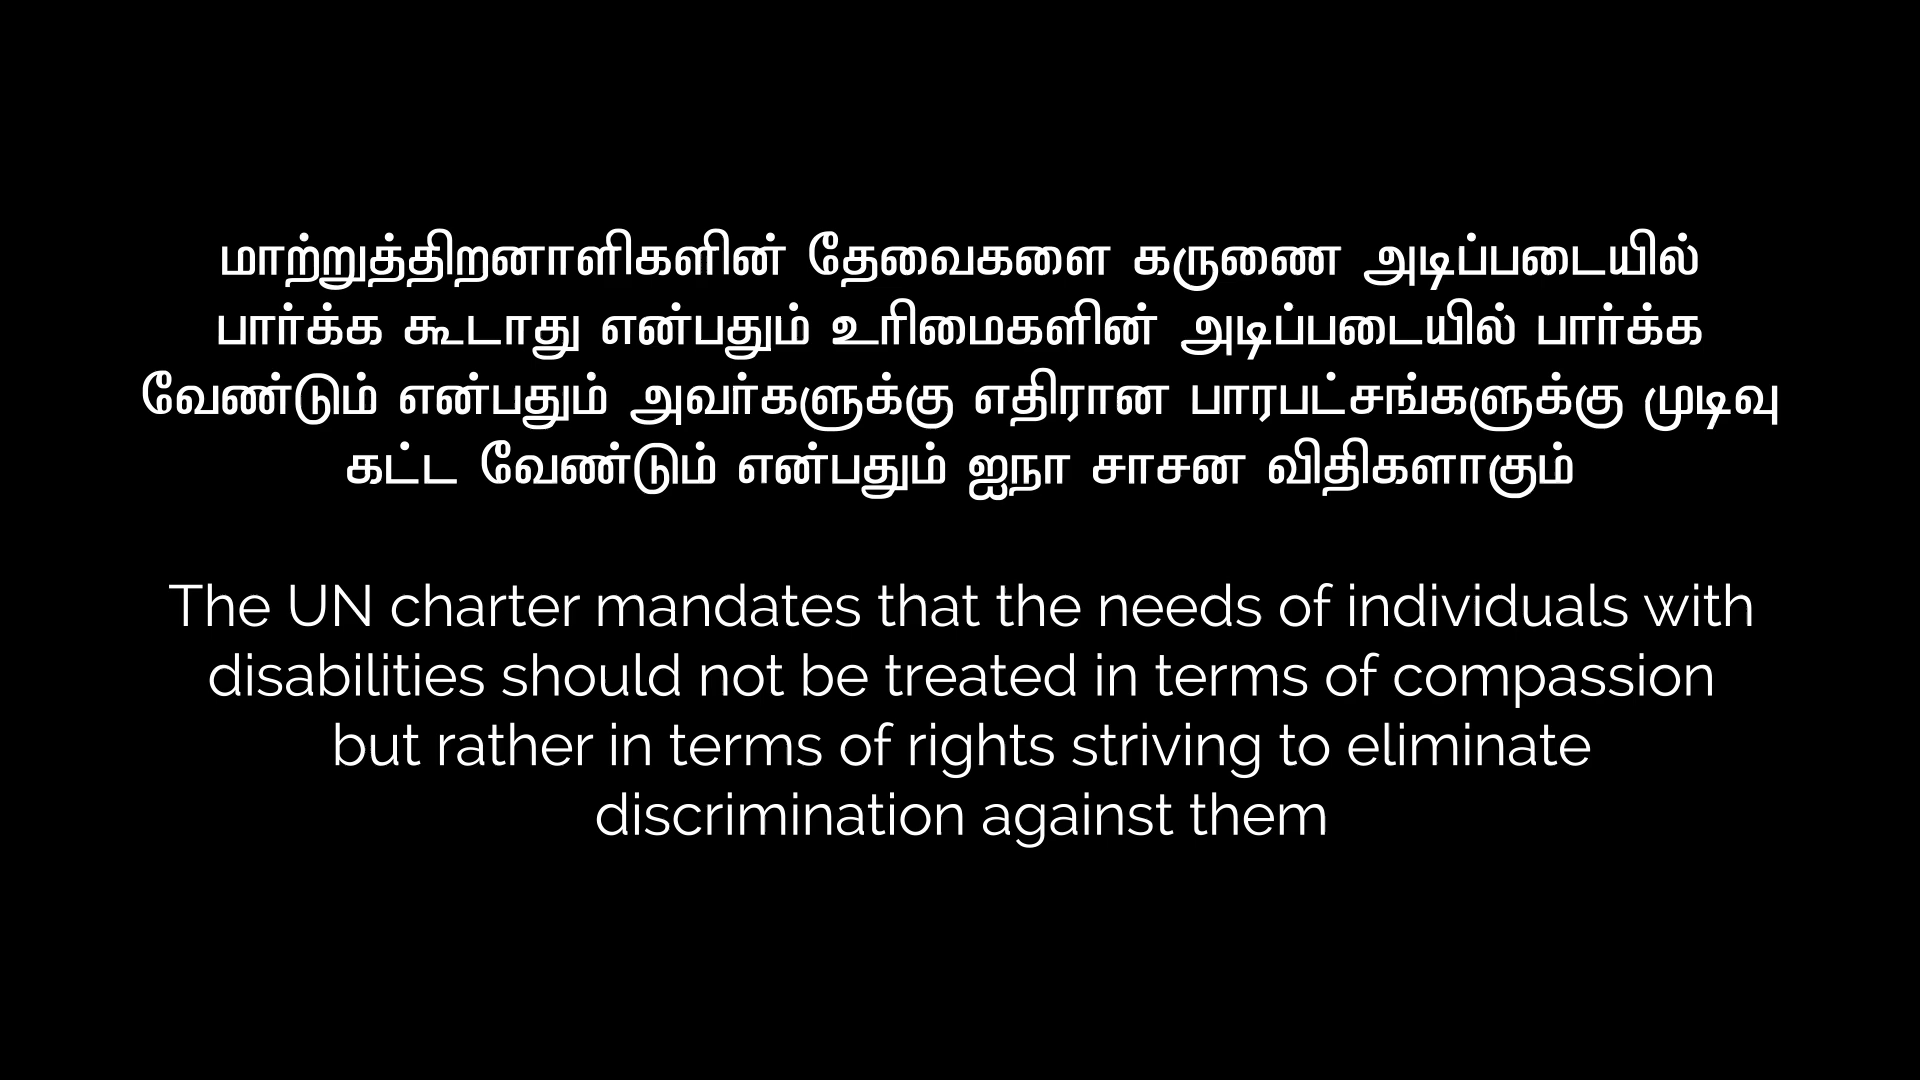 மாற்றுத்திறனாளிகளின் தேவைகளை கருணை அடிப்படையில்
பார்க்க கூடாது என்பதும் உரிமைகளின் அடிப்படையில் பார்க்க
வேண்டும் என்பதும் அவர்களுக்கு எதிரான பாரபட்சங்களுக்கு முடிவு
கட்ட வேண்டும் என்பதும் ஐநா சாசன விதிகளாகும்
The UN charter mandates that the needs of individuals with
disabilities should not be treated in terms of compassion
but rather in terms of rights striving to eliminate
discrimination against them